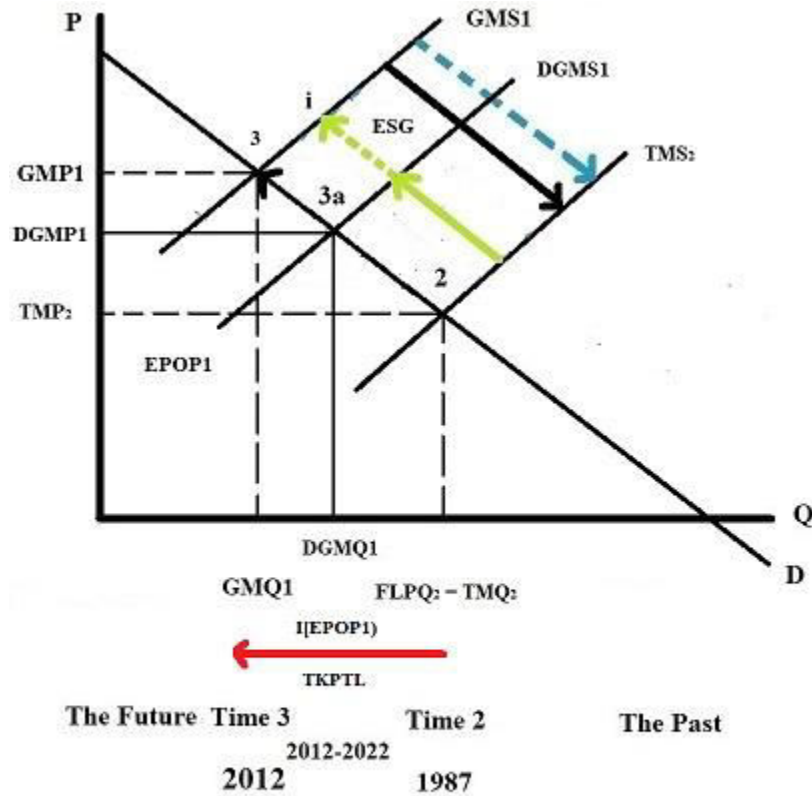 P
GMS1
DGMS1
i
ESG
3
TMS₂
GMP1
3a
DGMP1
2
TMP₂
EPOP1
Q
DGMQ1
D
GMQ1
FLPQ₂ = TMQ₂
I[EPOP1)
TKPTL
The Future Time 3 Time 2 The Past
2012-2022
2012 1987